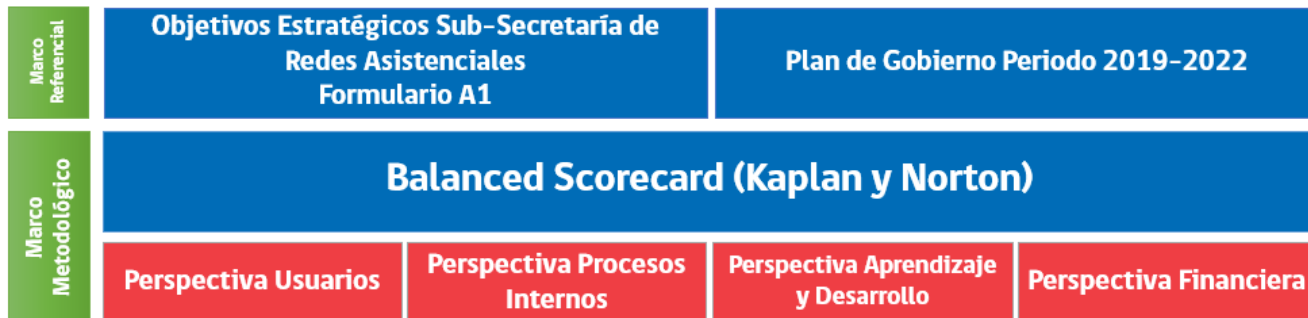 Marco
Referencial
Objetivos Estratégicos Sub-Secretaría de
Redes Asistenciales
Formulario A1
Plan de Gobierno Periodo 2019-2022
Marco
Metodológico
Balanced Scorecard (Kaplan y Norton)
Perspectiva Usuarios
Perspectiva Procesos
Internos
Perspectiva Aprendizaje
y Desarrollo
Perspectiva Financiera